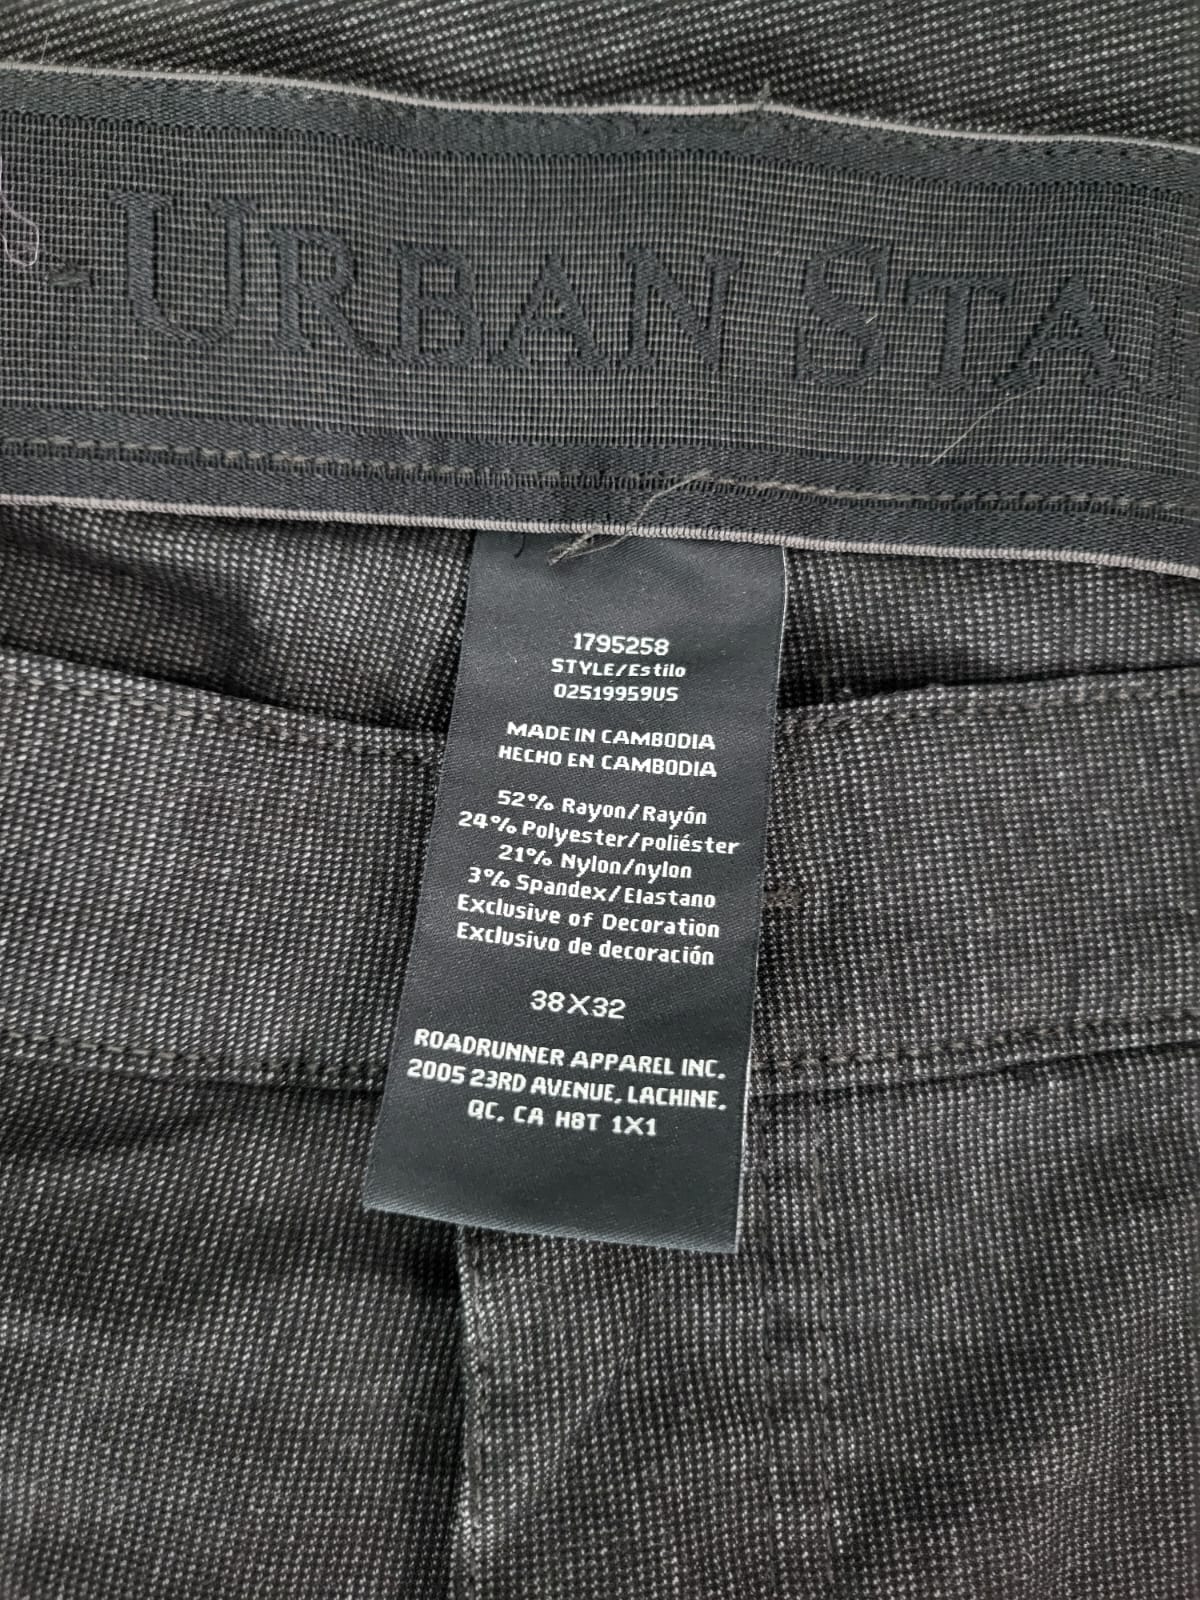 URBAN STA
1795258
STYLE/Estilo
02519959US
MADE IN CAMBODIA
HECHO EN CAMBODIA
52% Rayon/Rayón
24% Polyester/poliéster
21% Nylon/nylon
3% Spandex/Elastano
Exclusive of Decoration
Exclusivo de decoración
38X32
ROADRUNNER APPAREL INC.
2005 23RD AVENUE, LACHINE,
QC, CA H8T 1X1